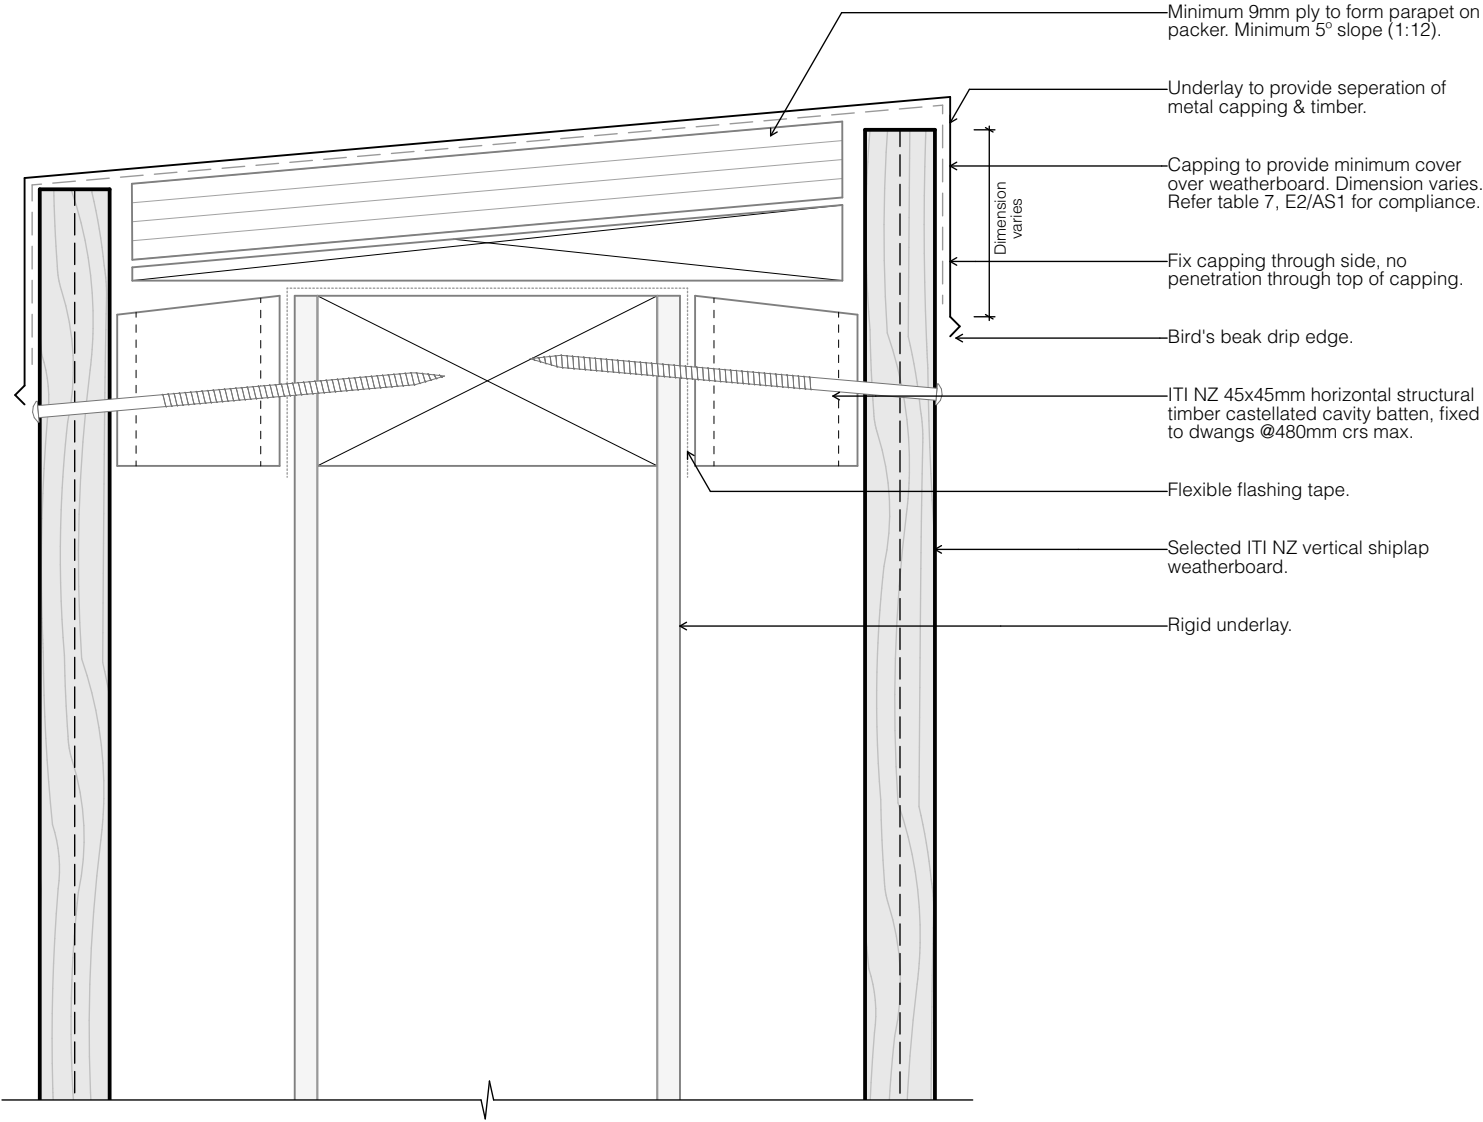 Minimum 9mm ply to form parapet on
packer. Minimum 5° slope (1:12).
Underlay to provide seperation of
metal capping & timber.
Capping to provide minimum cover
over weatherboard. Dimension varies.
Refer table 7, E2/AS1 for compliance.
Dimension
varies
Fix capping through side, no
penetration through top of capping.
Bird's beak drip edge.
ITI NZ 45x45mm horizontal structural
timber castellated cavity batten, fixed
to dwangs @480mm crs max.
Flexible flashing tape.
Selected ITI NZ vertical shiplap
weatherboard.
Rigid underlay.